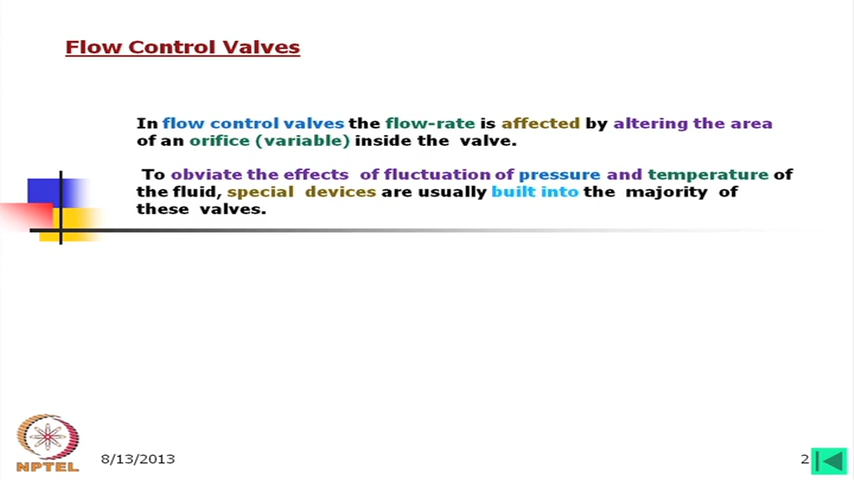 Flow Control Valves
In flow control valves the flow-rate is affected by altering the area
of an orifice (variable) inside the valve.
To obviate the effects of fluctuation of pressure and temperature of
the fluid, special devices are usually built into the majority of
these valves.
NPTEL
8/13/2013
2